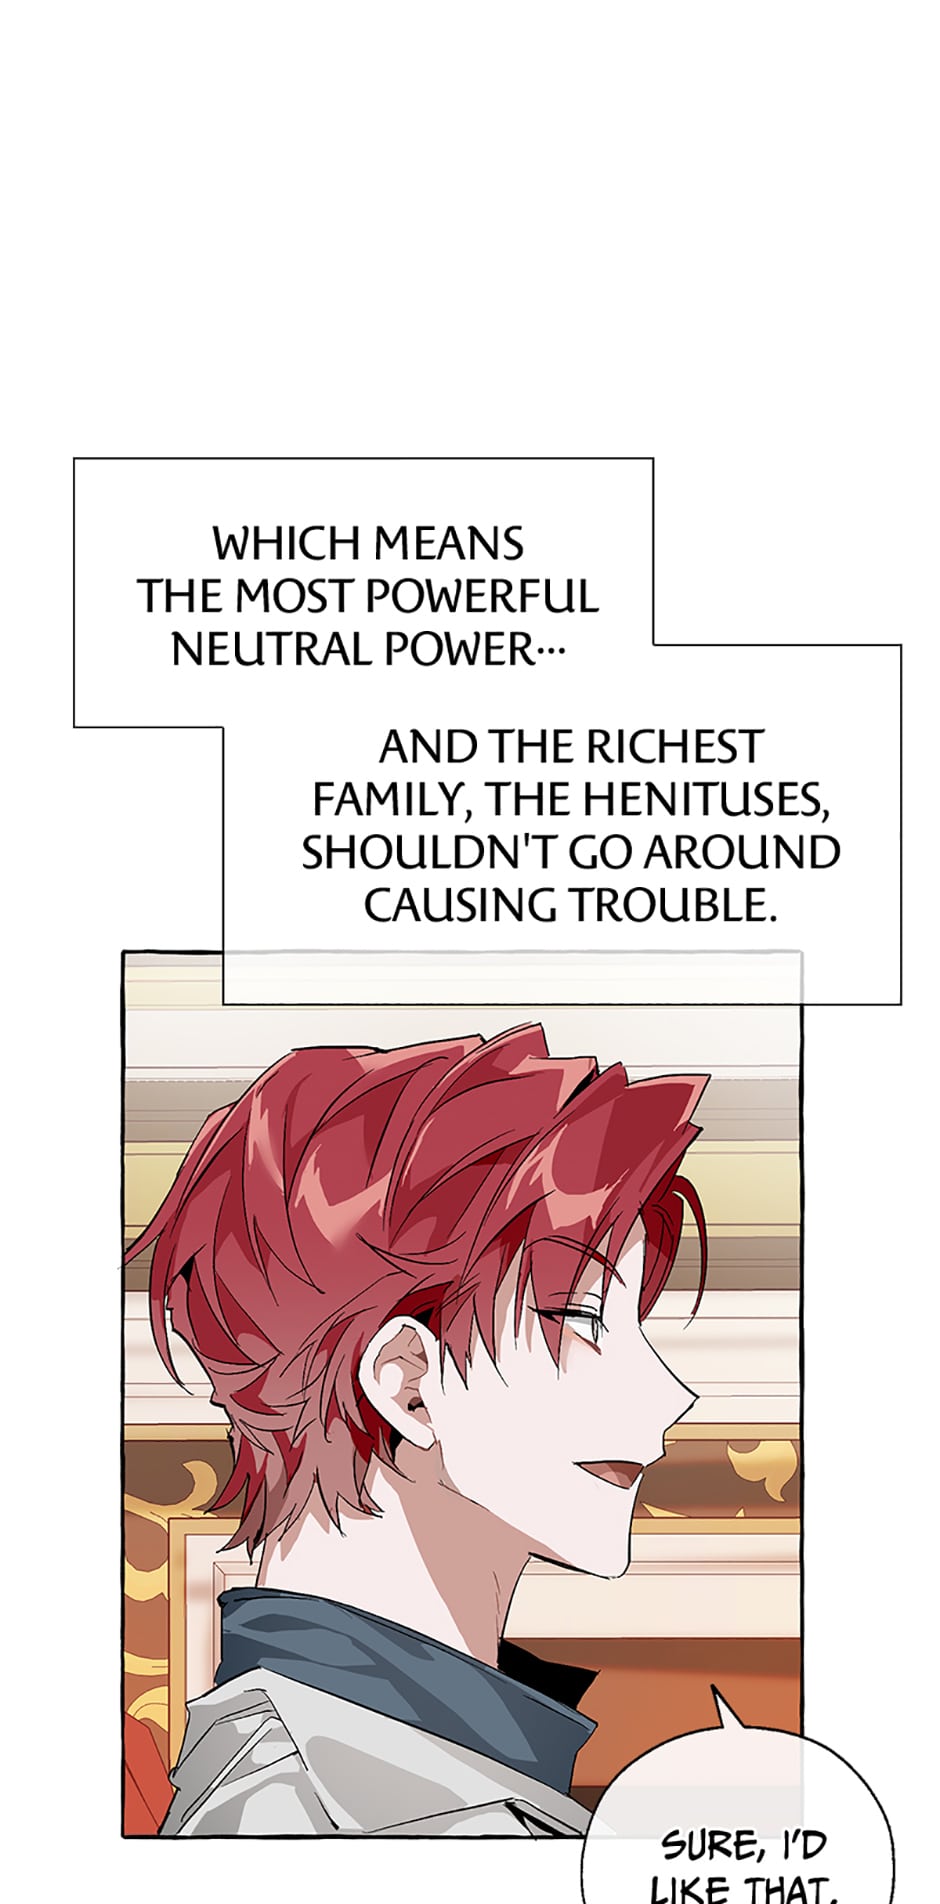 WHICH MEANS
THE MOST POWERFUL
NEUTRAL POWER...
AND THE RICHEST
FAMILY, THE HENITUSES,
SHOULDN'T GO AROUND
CAUSING TROUBLE.
SURE, I'D
LIKE THAT,